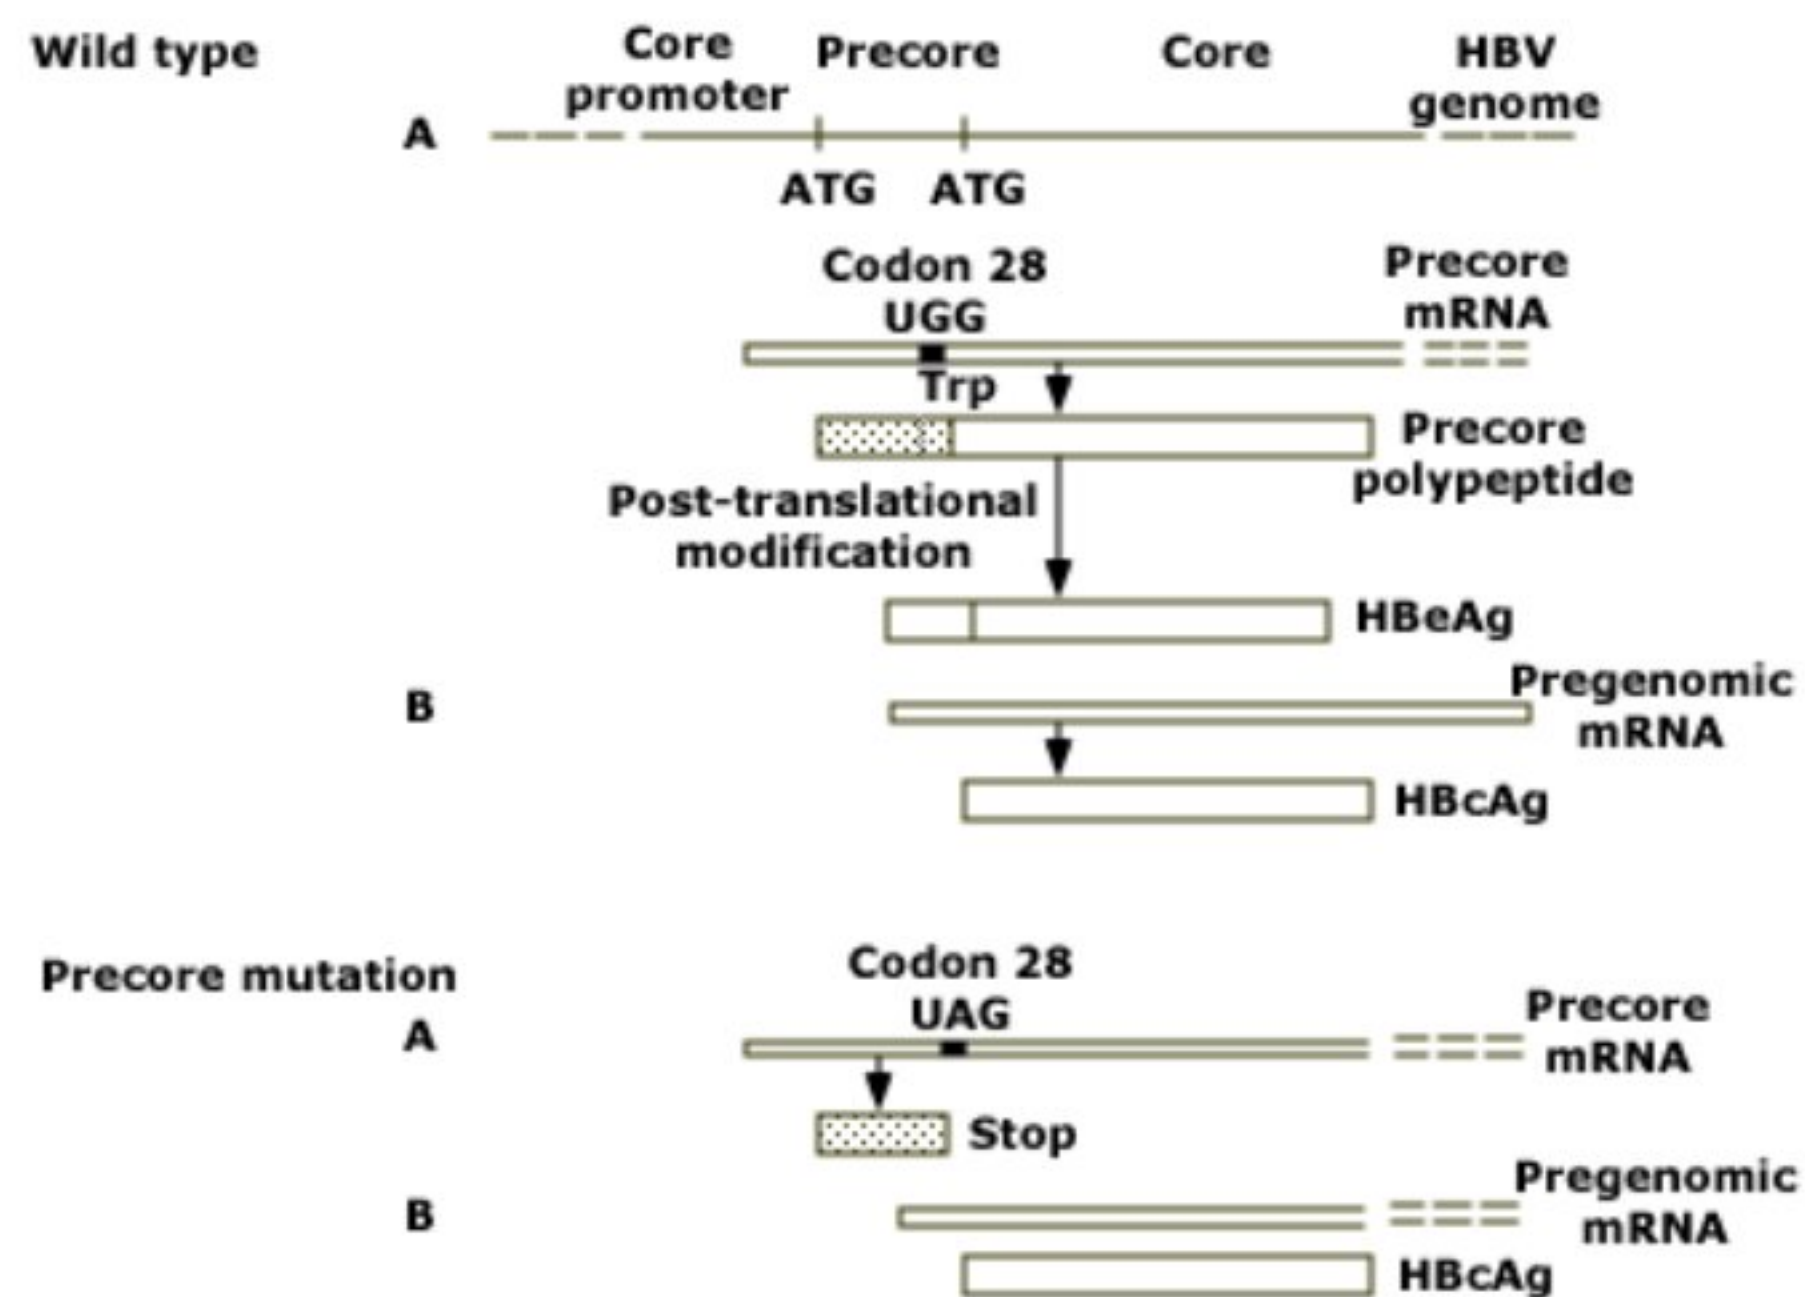 Wild type
Core
promoter
Precore
Core
HBV
genome
A
ATG
ATG
Codon 28
UGG
Precore
mRNA
Trp
Precore
polypeptide
Post-translational
modification
HBeAg
B
Pregenomic
mRNA
HBcAg
Precore mutation
Codon 28
UAG
A
Precore
mRNA
Stop
B
Pregenomic
mRNA
HBcAg